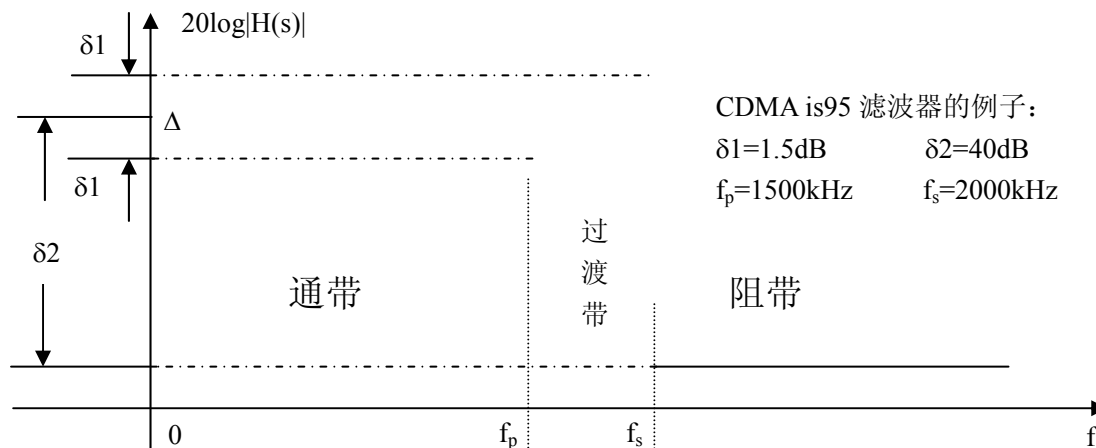 20log|H(s)|
δ1
Δ
δ1
δ2
CDMA is95 滤波器的例子：
δ1=1.5dB δ2=40dB
fp=1500kHz fs=2000kHz
过渡带
通带
阻带
0
fp
fs
f